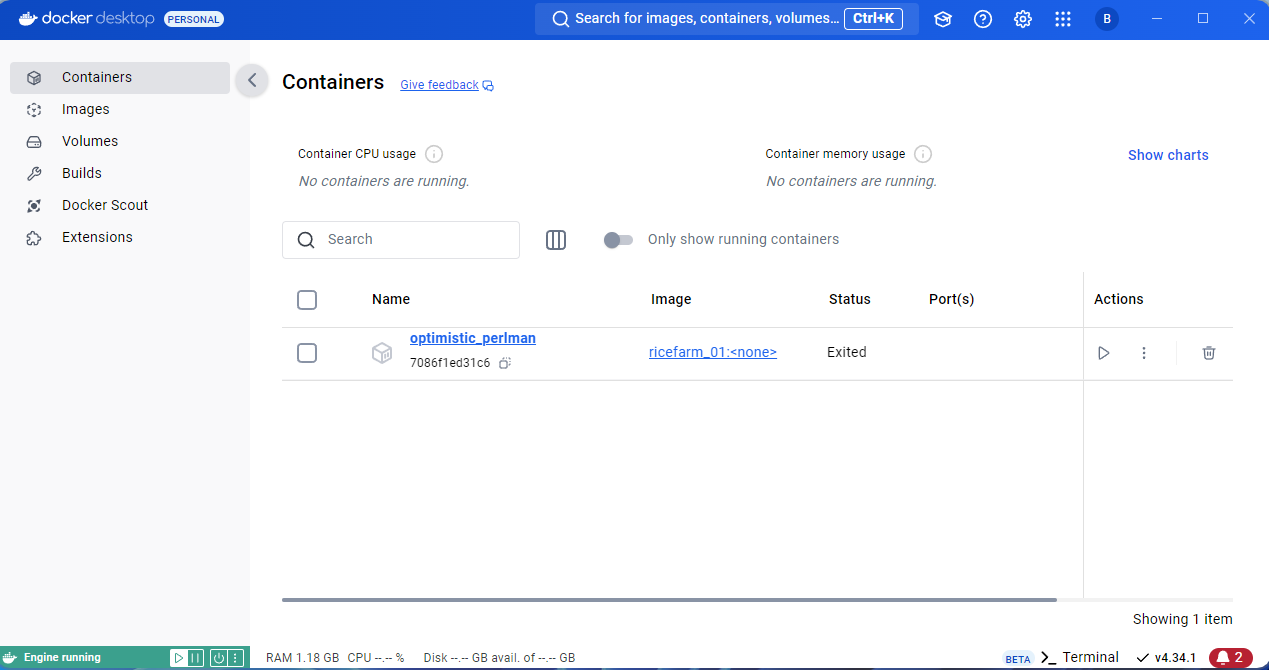 docker desktop PERSONAL
Search for images, containers, volumes... Ctrl+K
B
Containers
Images
Volumes
Builds
Docker Scout
Extensions
Containers Give feedback
Container CPU usage
No containers are running.
Container memory usage
No containers are running.
Show charts
Search
Only show running containers
Name Image Status Port(s) Actions
optimistic_perlman
7086f1ed31c6
ricefarm_01:<none>
Exited
Showing 1 item
Engine running
RAM 1.18 GB CPU --.-- % Disk --.-- GB avail. of --.-- GB
BETA >_ Terminal v4.34.1 2